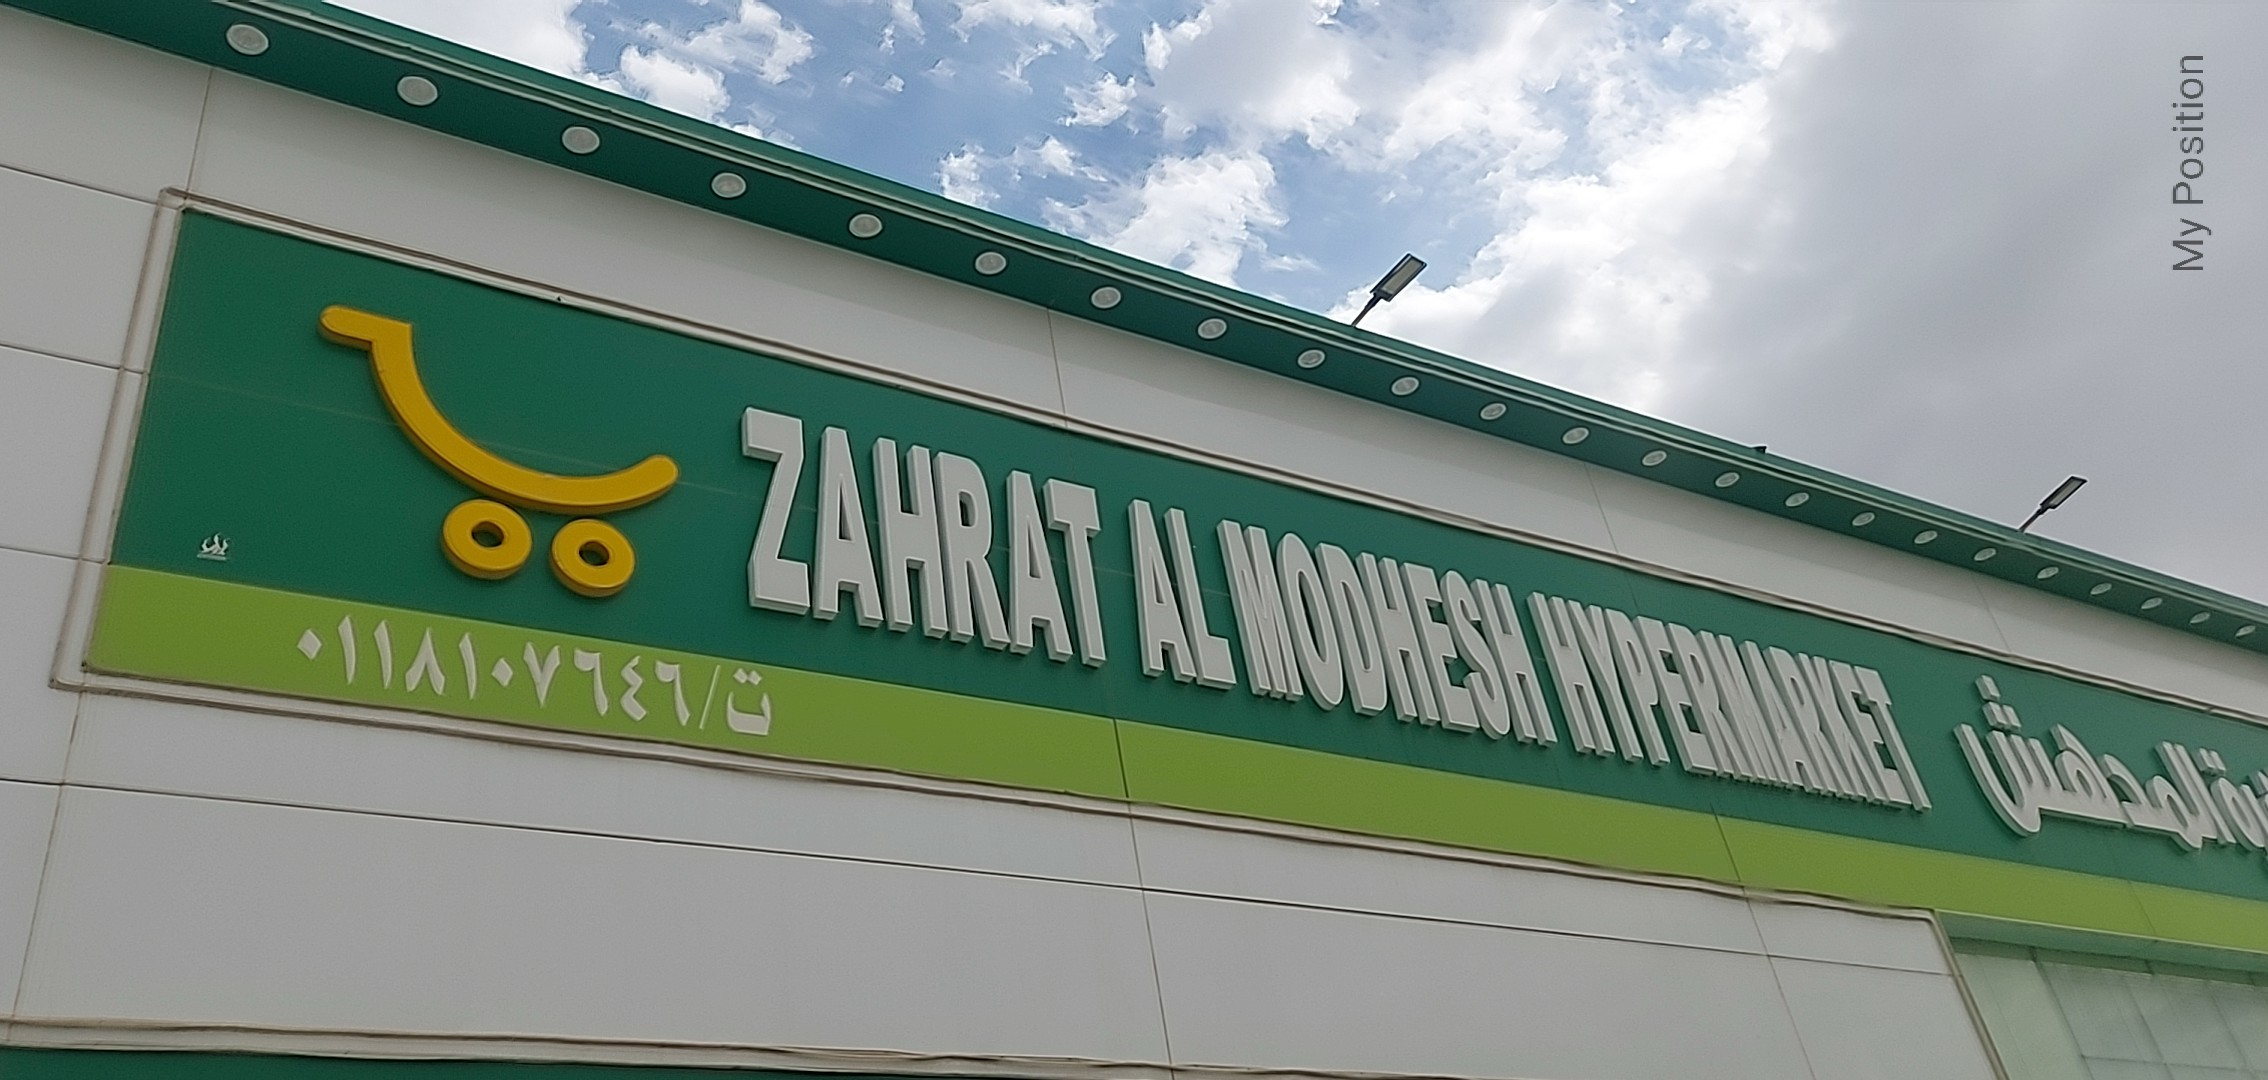 My Position
ZAHRAT AL MODHESH HYPERMARKET
المدهش
ت/٠١١٨١٠٧٦٤٦